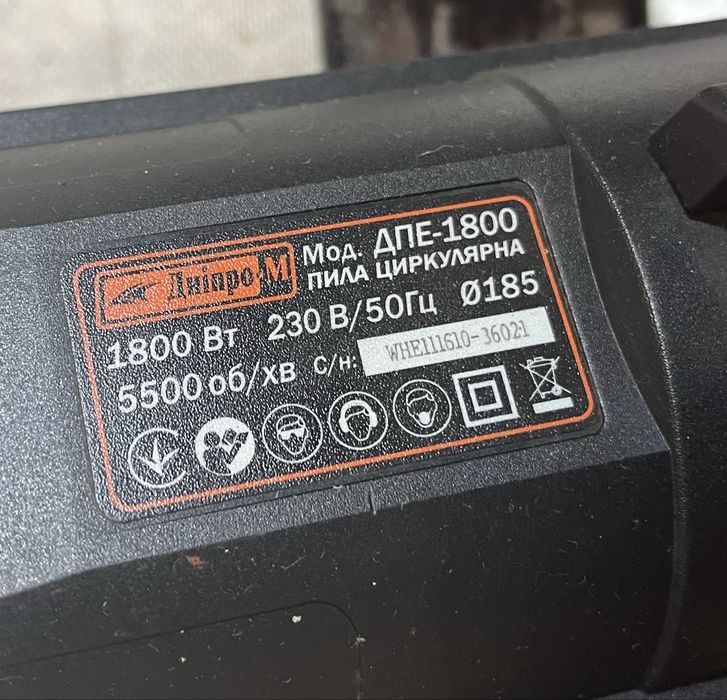 Дніпро-М
Мод. ДПЕ-1800
ПИЛА ЦИРКУЛЯРНА
1800 Вт 230 В/50Гц Ø185
5500 об/хв С/н: WHE111610-36021